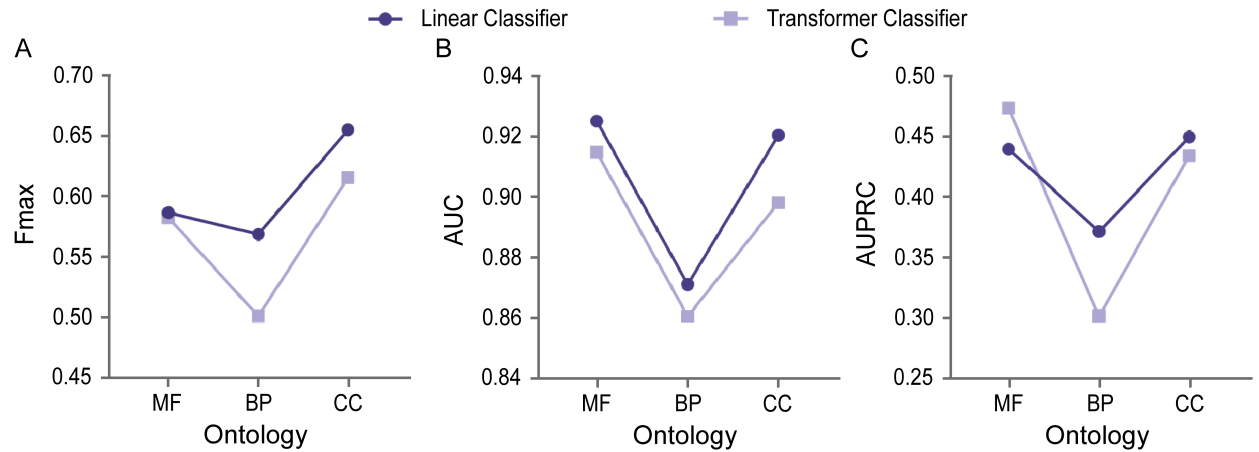 Linear Classifier
Transformer Classifier
A
0.70
0.65
0.60
0.55
0.50
0.45
Fmax
MF
BP
CC
Ontology
B
0.94
0.92
0.90
0.88
0.86
0.84
AUC
MF
BP
CC
Ontology
C
0.50
0.45
0.40
0.35
0.30
0.25
AUPRC
MF
BP
CC
Ontology